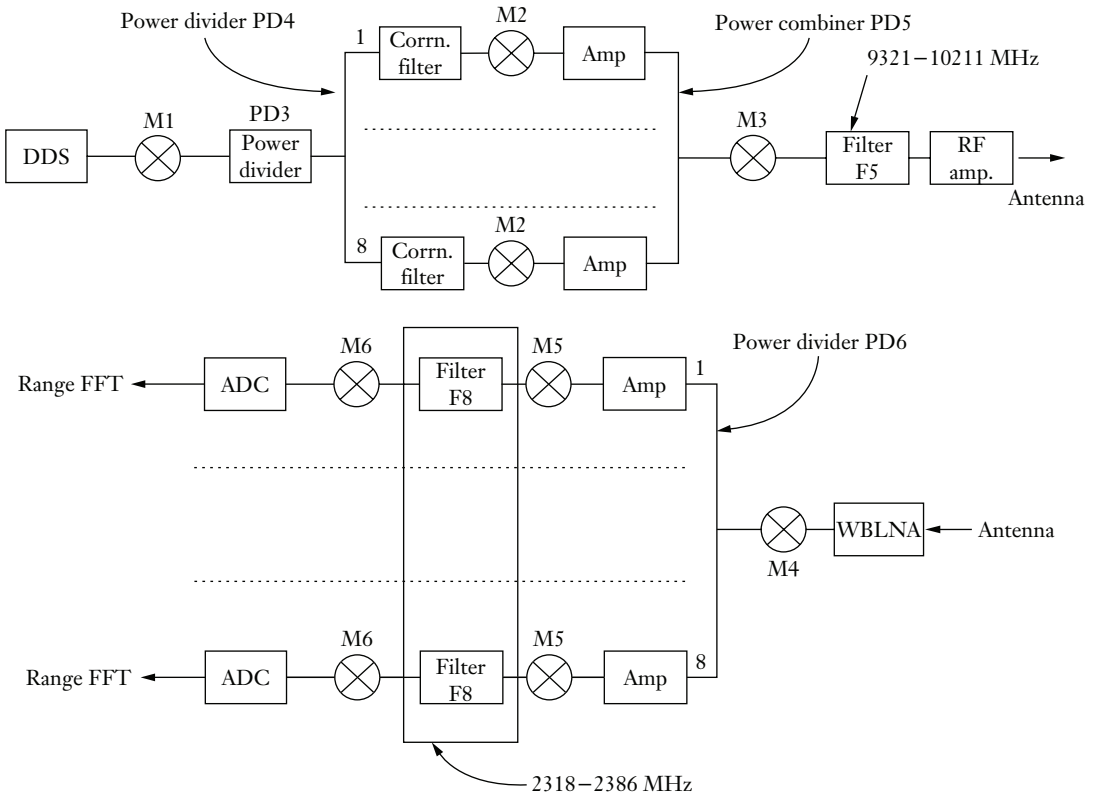 Power divider PD4
M2
Power combiner PD5
1
Corrn.
filter
Amp
9321–10211 MHz
M1
PD3
M3
DDS
Power
divider
Filter
F5
RF
amp.
Antenna
M2
8
Corrn.
filter
Amp
M6
M5
Power divider PD6
Range FFT
ADC
Filter
F8
Amp
1
WBLNA
Antenna
M4
M6
M5
Range FFT
ADC
Filter
F8
Amp
8
2318–2386 MHz